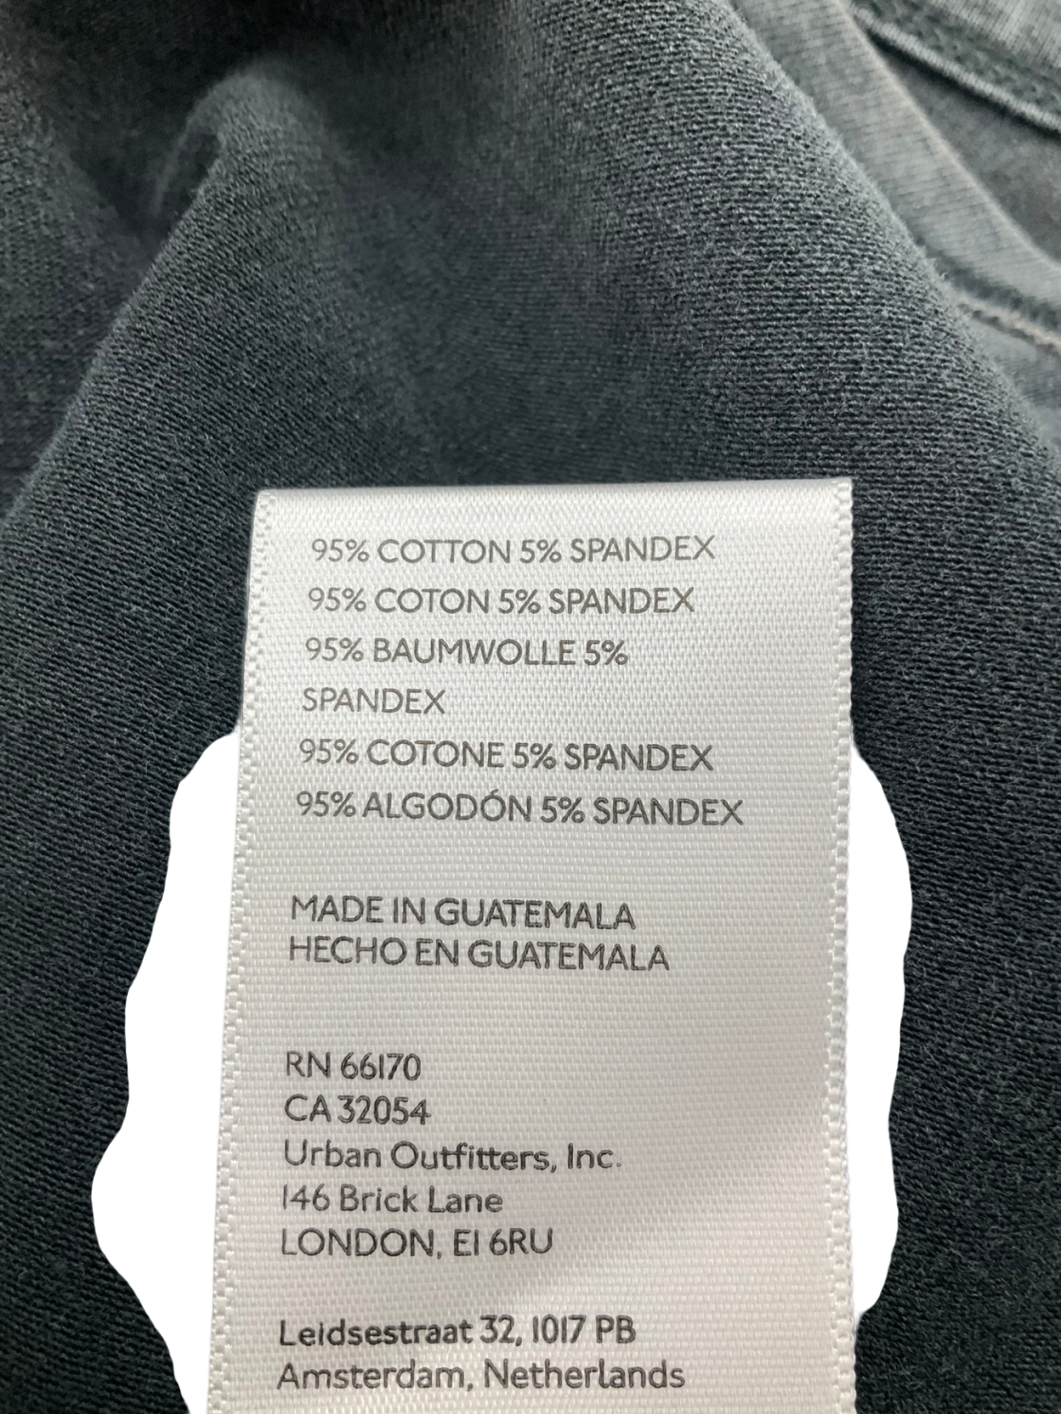 95% COTTON 5% SPANDEX
95% COTON 5% SPANDEX
95% BAUMWOLLE 5%
SPANDEX
95% COTONE 5% SPANDEX
95% ALGODÓN 5% SPANDEX
MADE IN GUATEMALA
HECHO EN GUATEMALA
RN 66170
CA 32054
Urban Outfitters, Inc.
146 Brick Lane
LONDON, E1 6RU
Leidsestraat 32, 1017 PB
Amsterdam, Netherlands